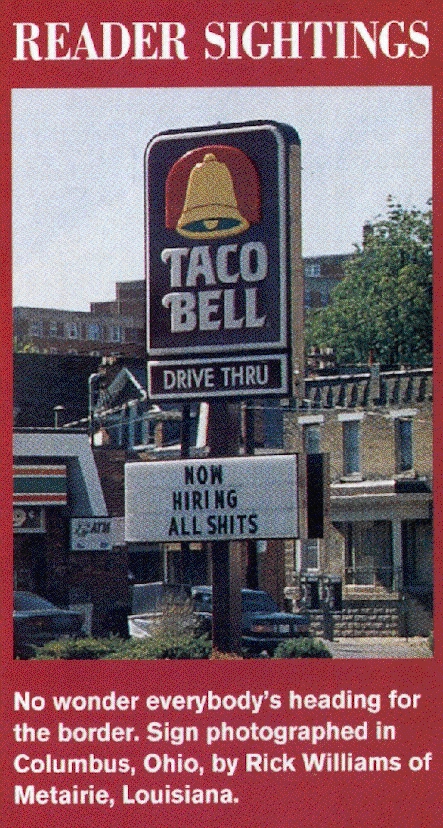 READER SIGHTINGS
TACO
BELL
DRIVE THRU
NOW
HIRING
ALL SHITS
ATM
No wonder everybody's heading for
the border. Sign photographed in
Columbus, Ohio, by Rick Williams of
Metairie, Louisiana.